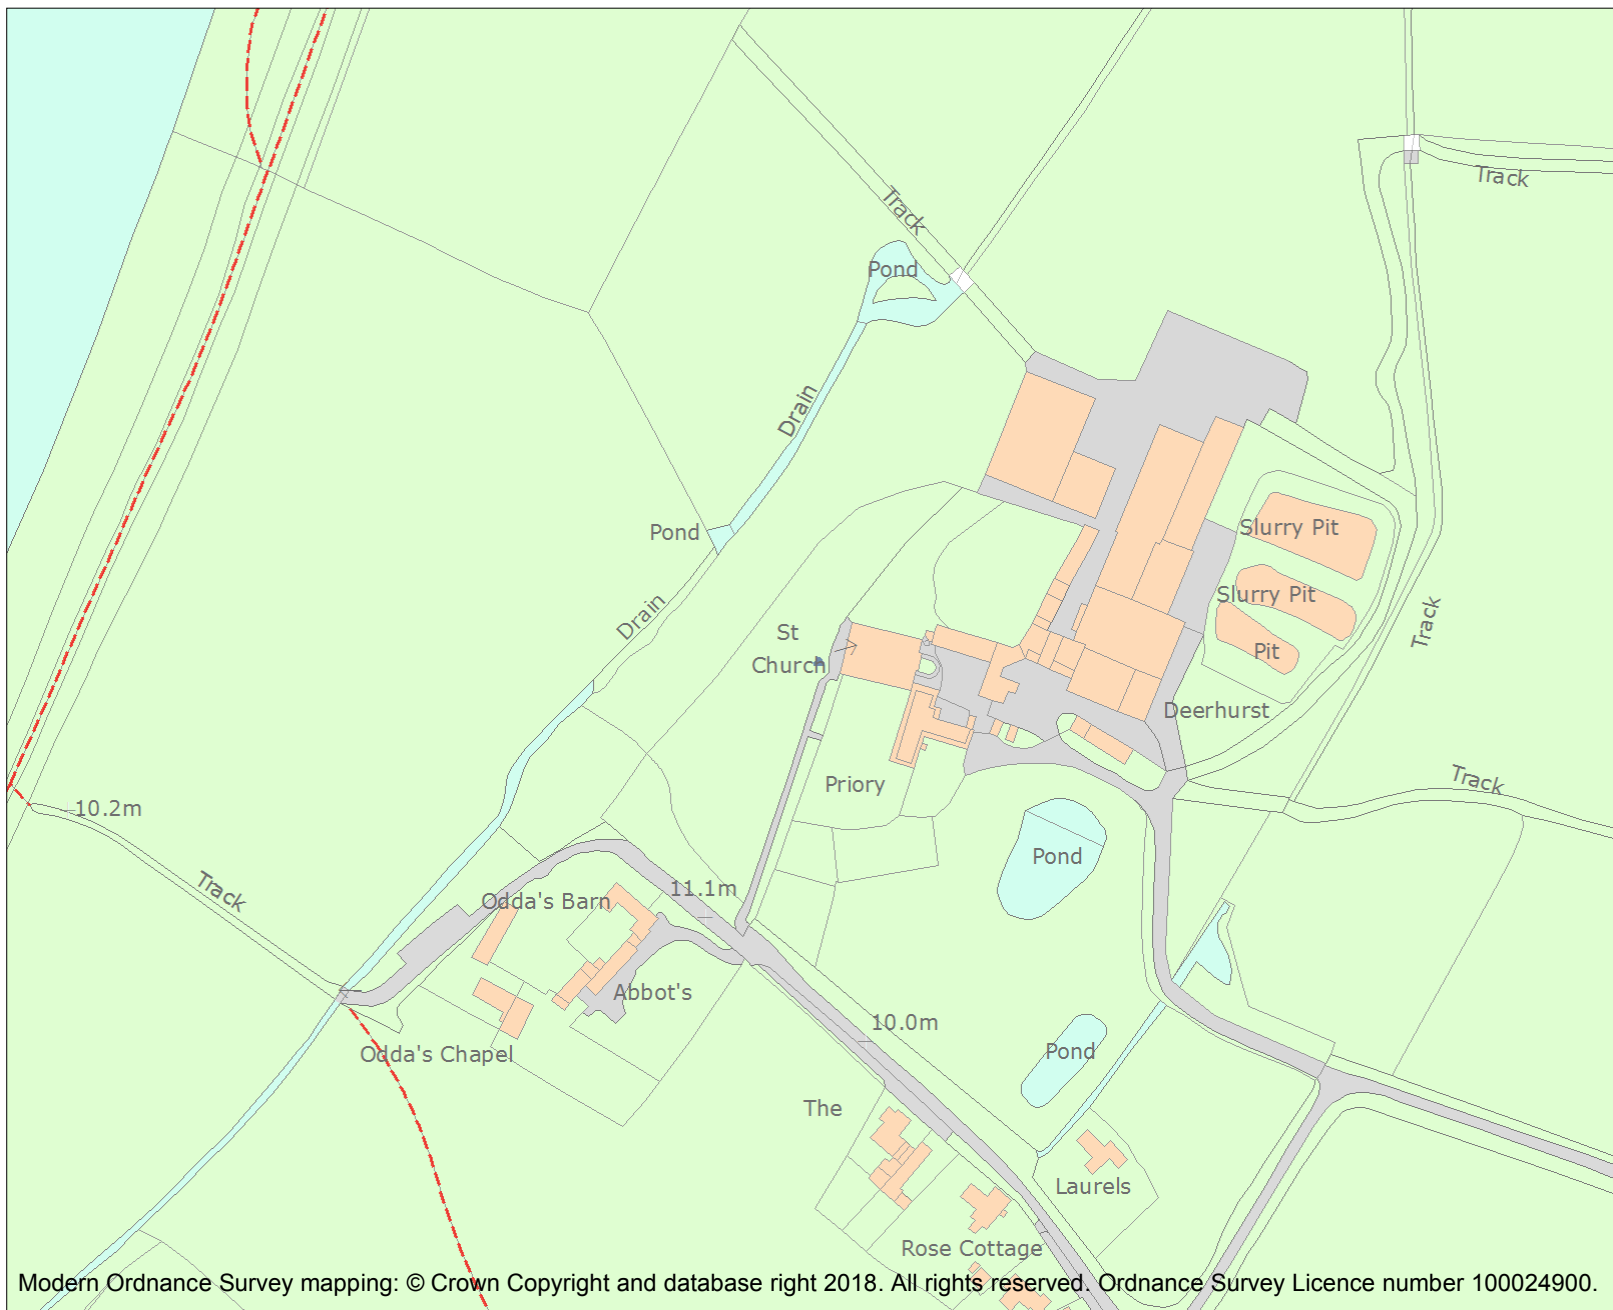 Track
Track
Pond
Drain
Slurry Pit
Pond
Slurry Pit
Drain
Track
St
Pit
Church
Deerhurst
Track
Priory
10.2m
Pond
Track
11.1m
Odda's Barn
Abbot's
10.0m
Odda's Chapel
Pond
The
Laurels
Rose Cottage
Modern Ordnance Survey mapping: © Crown Copyright and database right 2018. All rights reserved. Ordnance Survey Licence number 100024900.